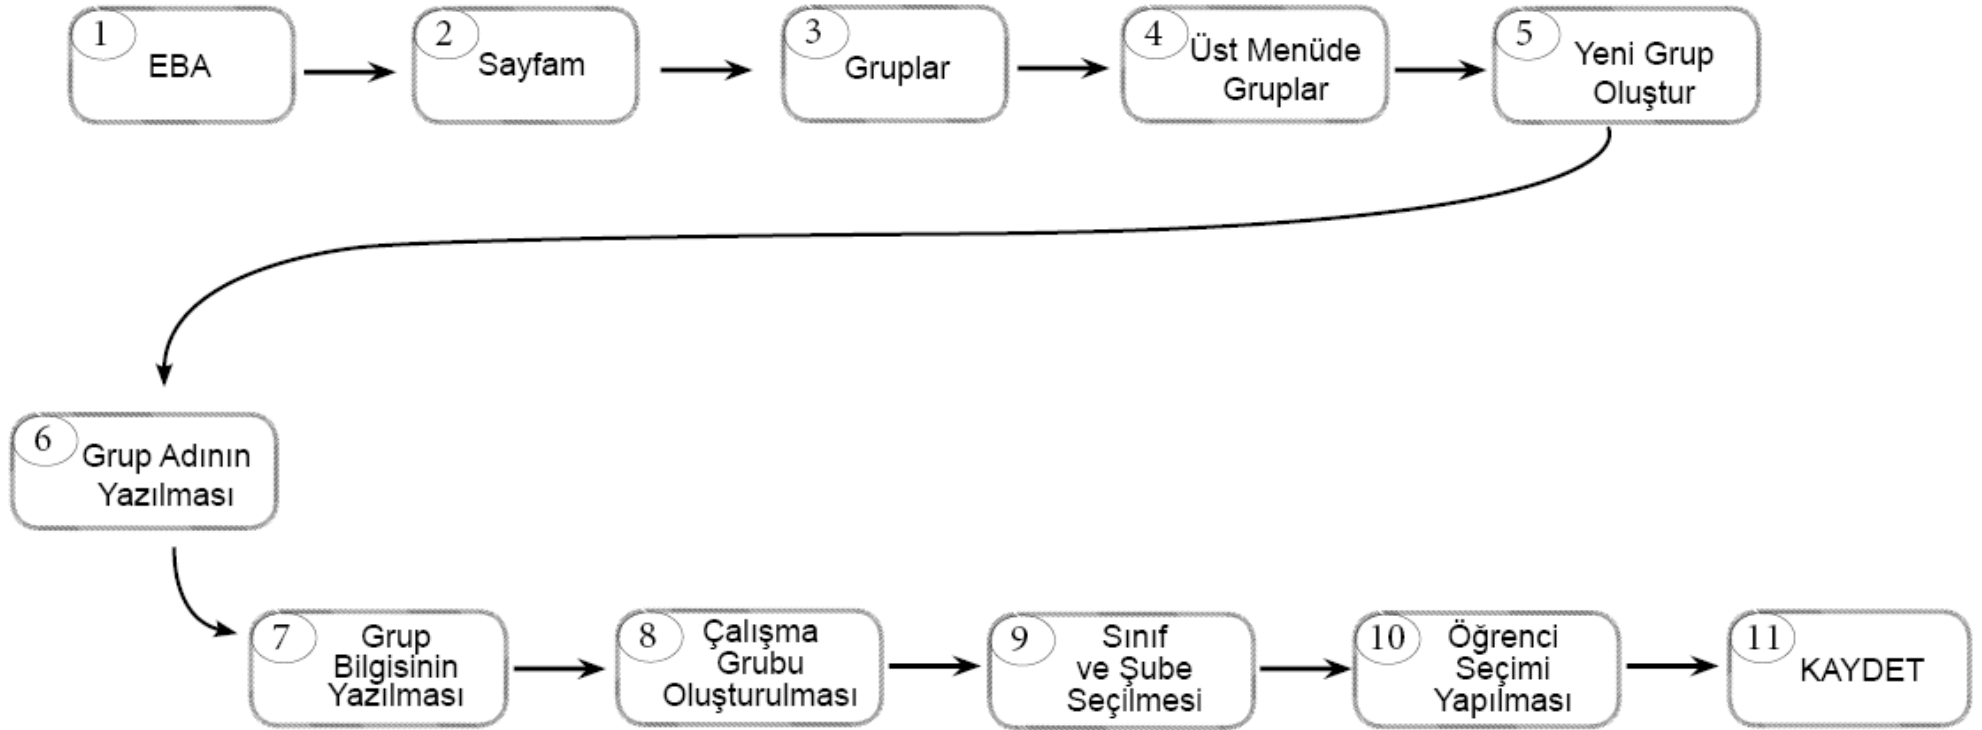 1
EBA
2
Sayfam
3
Gruplar
4
Üst Menüde
Gruplar
5
Yeni Grup
Oluştur
6
Grup Adının
Yazılması
7
Grup
Bilgisinin
Yazılması
8
Çalışma
Grubu
Oluşturulması
9
Sınıf
ve Şube
Seçilmesi
10
Öğrenci
Seçimi
Yapılması
11
KAYDET